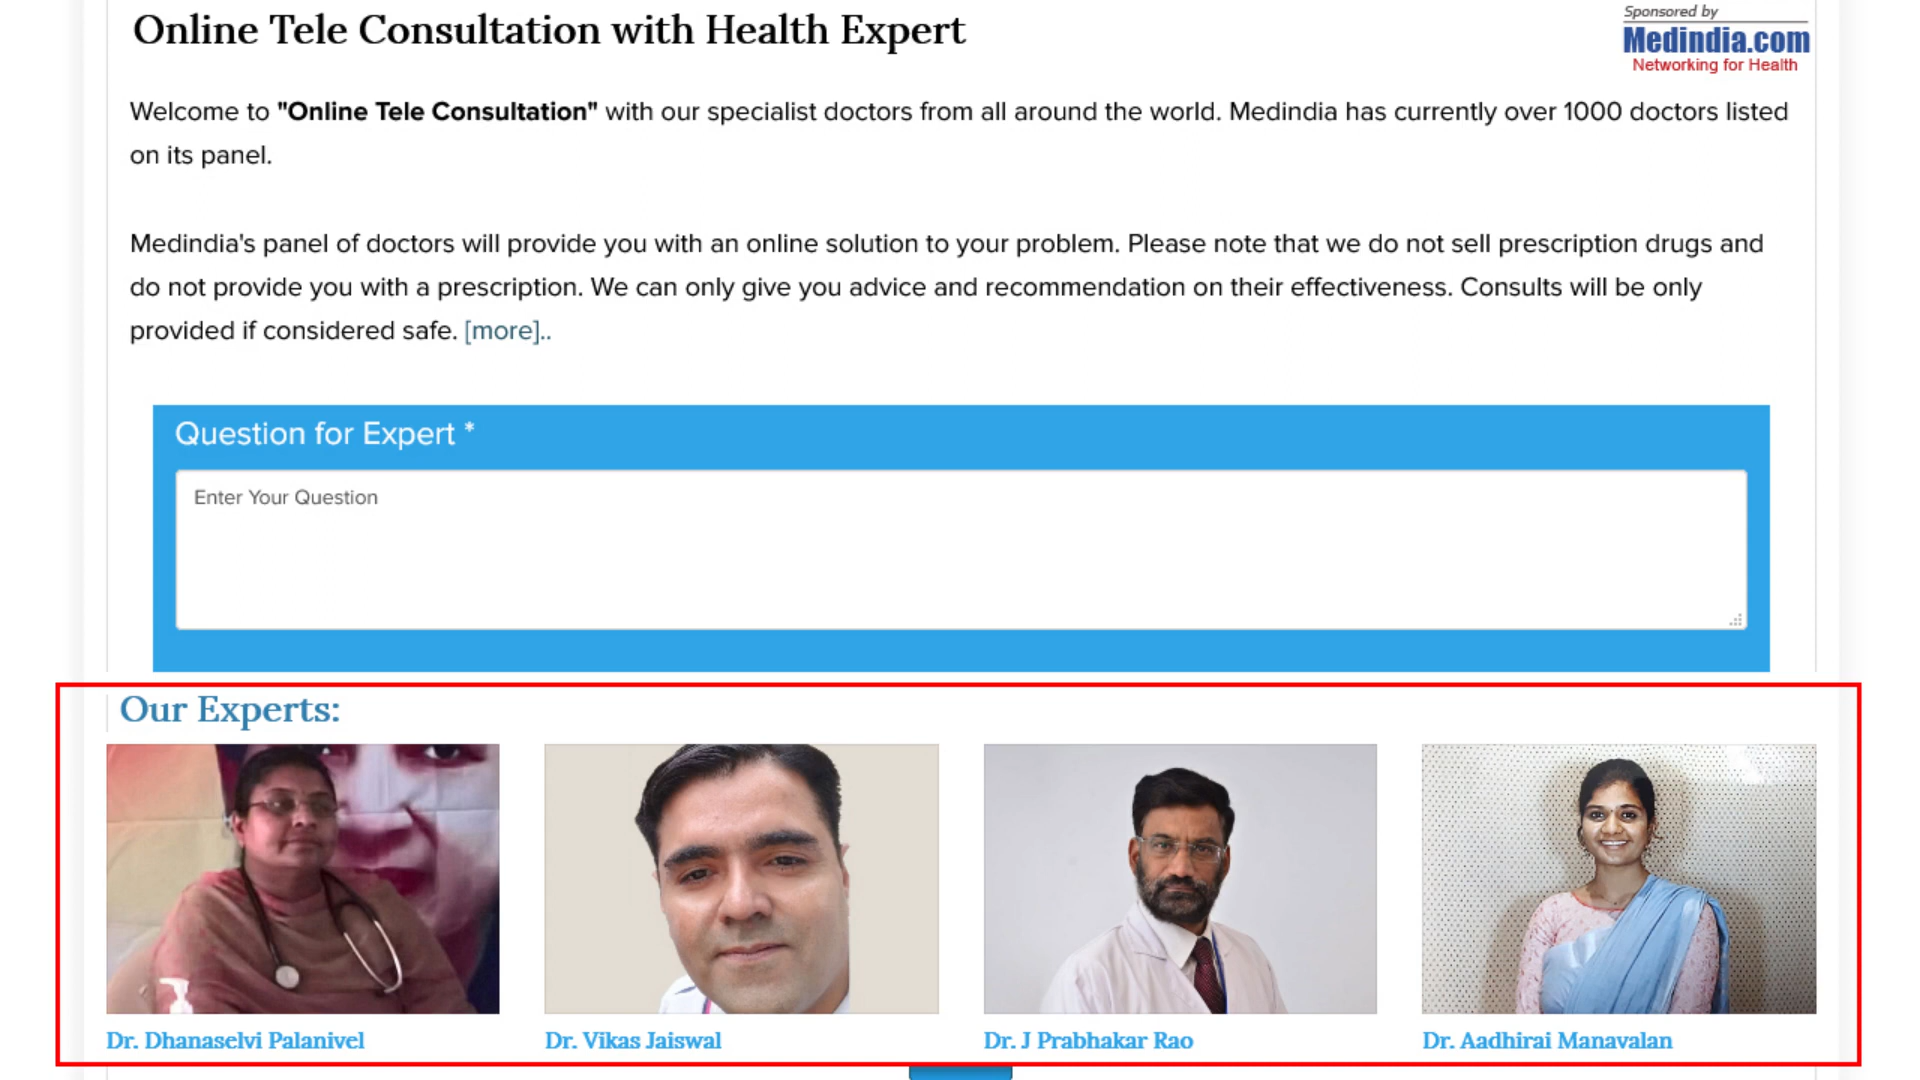 Online Tele Consultation with Health Expert
Sponsored by
Medindia.com
Networking for Health
Welcome to "Online Tele Consultation" with our specialist doctors from all around the world. Medindia has currently over 1000 doctors listed
on its panel.
Medindia's panel of doctors will provide you with an online solution to your problem. Please note that we do not sell prescription drugs and
do not provide you with a prescription. We can only give you advice and recommendation on their effectiveness. Consults will be only
provided if considered safe. [more]..
Question for Expert *
Enter Your Question
Our Experts:
Dr. Dhanaselvi Palanivel
Dr. Vikas Jaiswal
Dr. J Prabhakar Rao
Dr. Aadhirai Manavalan